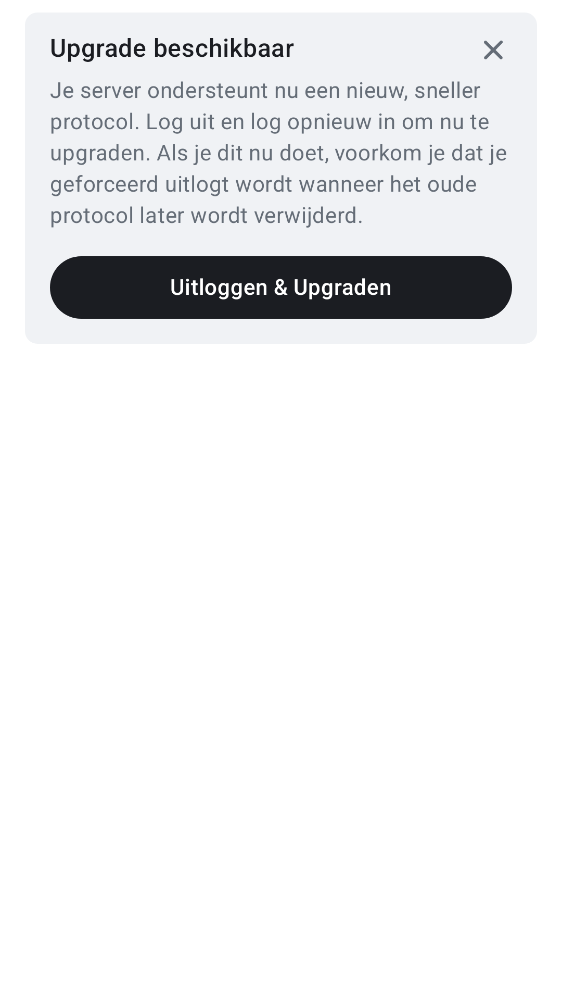 Upgrade beschikbaar
Je server ondersteunt nu een nieuw, sneller
protocol. Log uit en log opnieuw in om nu te
upgraden. Als je dit nu doet, voorkom je dat je
geforceerd uitlogt wordt wanneer het oude
protocol later wordt verwijderd.
Uitloggen & Upgraden